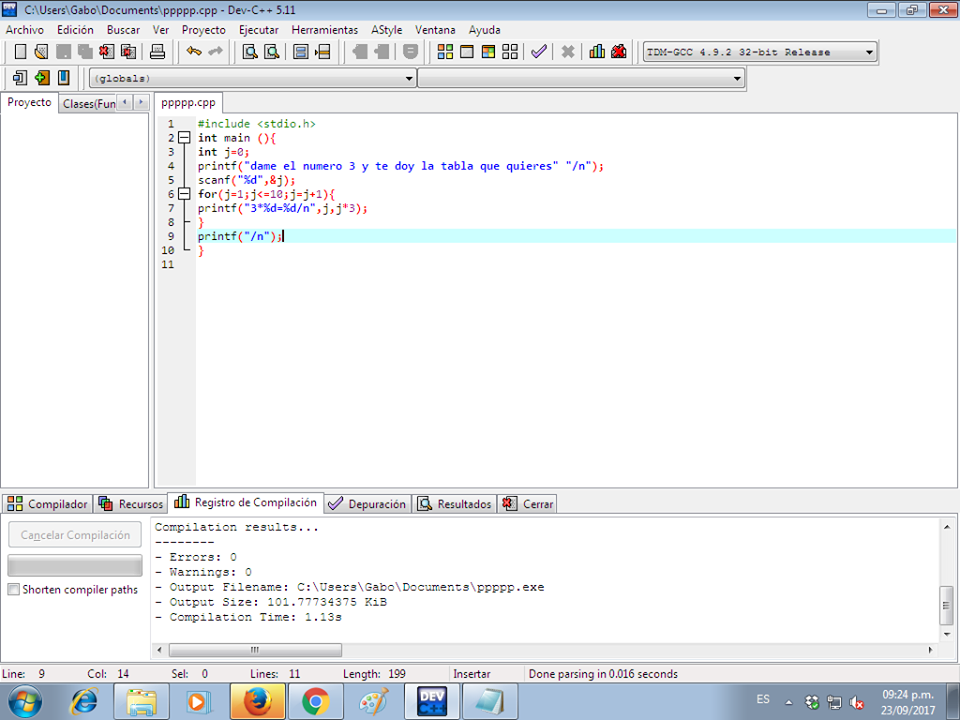 C:\Users\Gabo\Documents\ppppp.cpp - Dev-C++ 5.11
Archivo Edición Buscar Ver Proyecto Ejecutar Herramientas AStyle Ventana Ayuda
TDM-GCC 4.9.2 32-bit Release
(globals)
Proyecto Clases(Fun ppppp.cpp
1 #include <stdio.h>
2 int main (){
3 int j=0;
4 printf("dame el numero 3 y te doy la tabla que quieres" "/n");
5 scanf("%d",&j);
6 for(j=1;j<=10;j=j+1){
7 printf("3*%d=%d/n",j,j*3);
8 }
9 printf("/n");
10 }
11
Compilador Recursos Registro de Compilación Depuración Resultados Cerrar
Cancelar Compilación
Shorten compiler paths
Compilation results...
--------
- Errors: 0
- Warnings: 0
- Output Filename: C:\Users\Gabo\Documents\ppppp.exe
- Output Size: 101.77734375 KiB
- Compilation Time: 1.13s
Line: 9 Col: 14 Sel: 0 Lines: 11 Length: 199 Insertar Done parsing in 0.016 seconds
DEV C++
ES
09:24 p.m.
23/09/2017